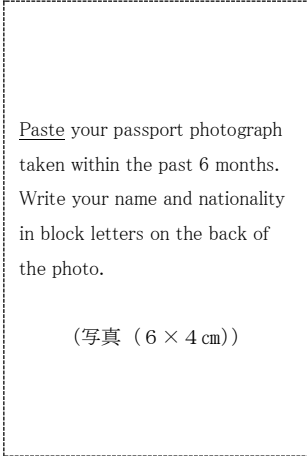 Paste your passport photograph
taken within the past 6 months.
Write your name and nationality
in block letters on the back of
the photo.
(写真（６×４㎝))